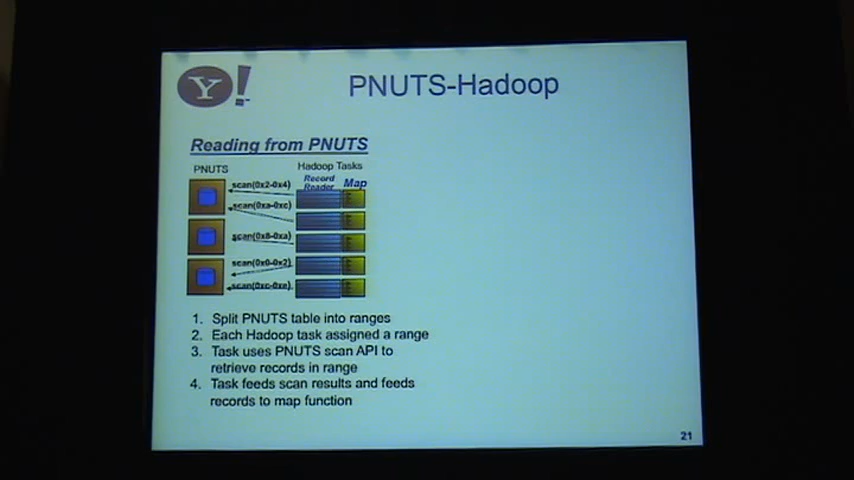 Y!
PNUTS-Hadoop
Reading from PNUTS
PNUTS
Hadoop Tasks
Record
Reader
Map
scan(0x2-0x4)
scan(0xa-0xc)
scan(0x8-0xa)
scan(0x0-0x2)
scan(0xc-0xe)
1. Split PNUTS table into ranges
2. Each Hadoop task assigned a range
3. Task uses PNUTS scan API to
retrieve records in range
4. Task feeds scan results and feeds
records to map function
21